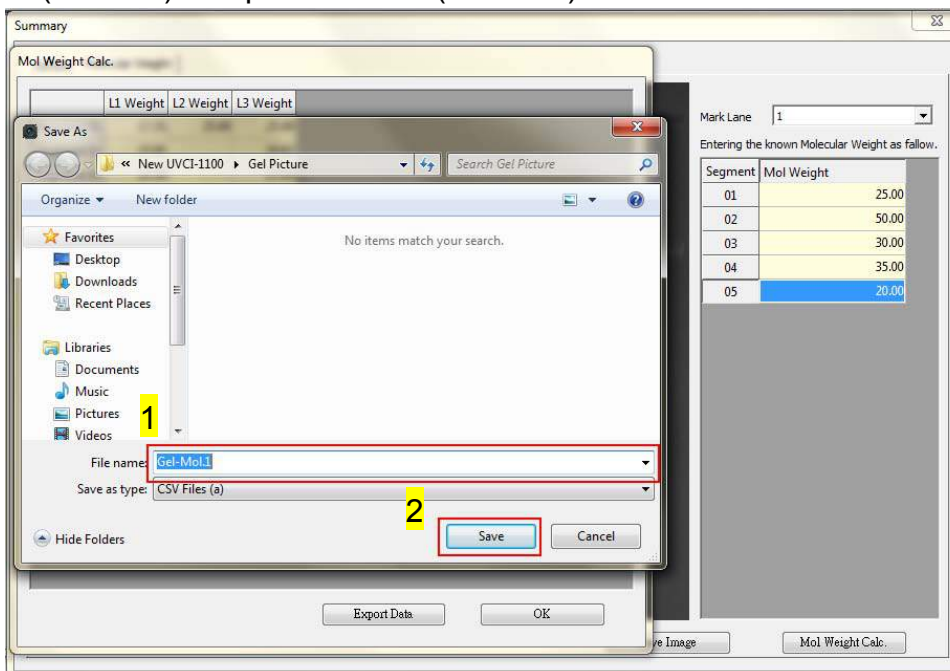 Summary
Mol Weight Calc.
L1 Weight L2 Weight L3 Weight
Save As
« New UVCI-1100 Gel Picture
Search Gel Picture
Organize New folder
Favorites
Desktop
Downloads
Recent Places
Libraries
Documents
Music
Pictures
Videos
No items match your search.
1
File name: Gel-Mol.1
Save as type: CSV Files (a)
2
Hide Folders
Save Cancel
Export Data OK
Mark Lane 1
Entering the known Molecular Weight as fallow.
Segment Mol Weight
01 25.00
02 50.00
03 30.00
04 35.00
05 20.00
ve Image Mol Weight Calc.